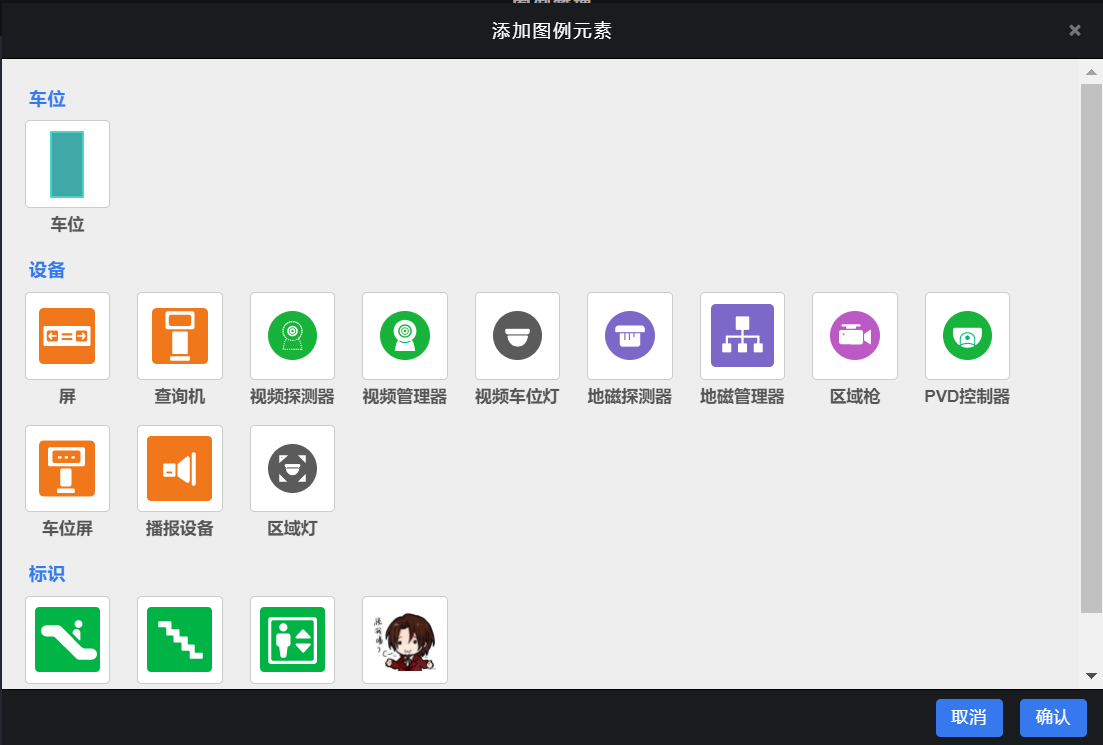 添加图例元素
车位
车位
设备
屏
查询机
视频探测器
视频管理器
视频车位灯
地磁探测器
地磁管理器
区域枪
PVD控制器
车位屏
播报设备
区域灯
标识
取消
确认